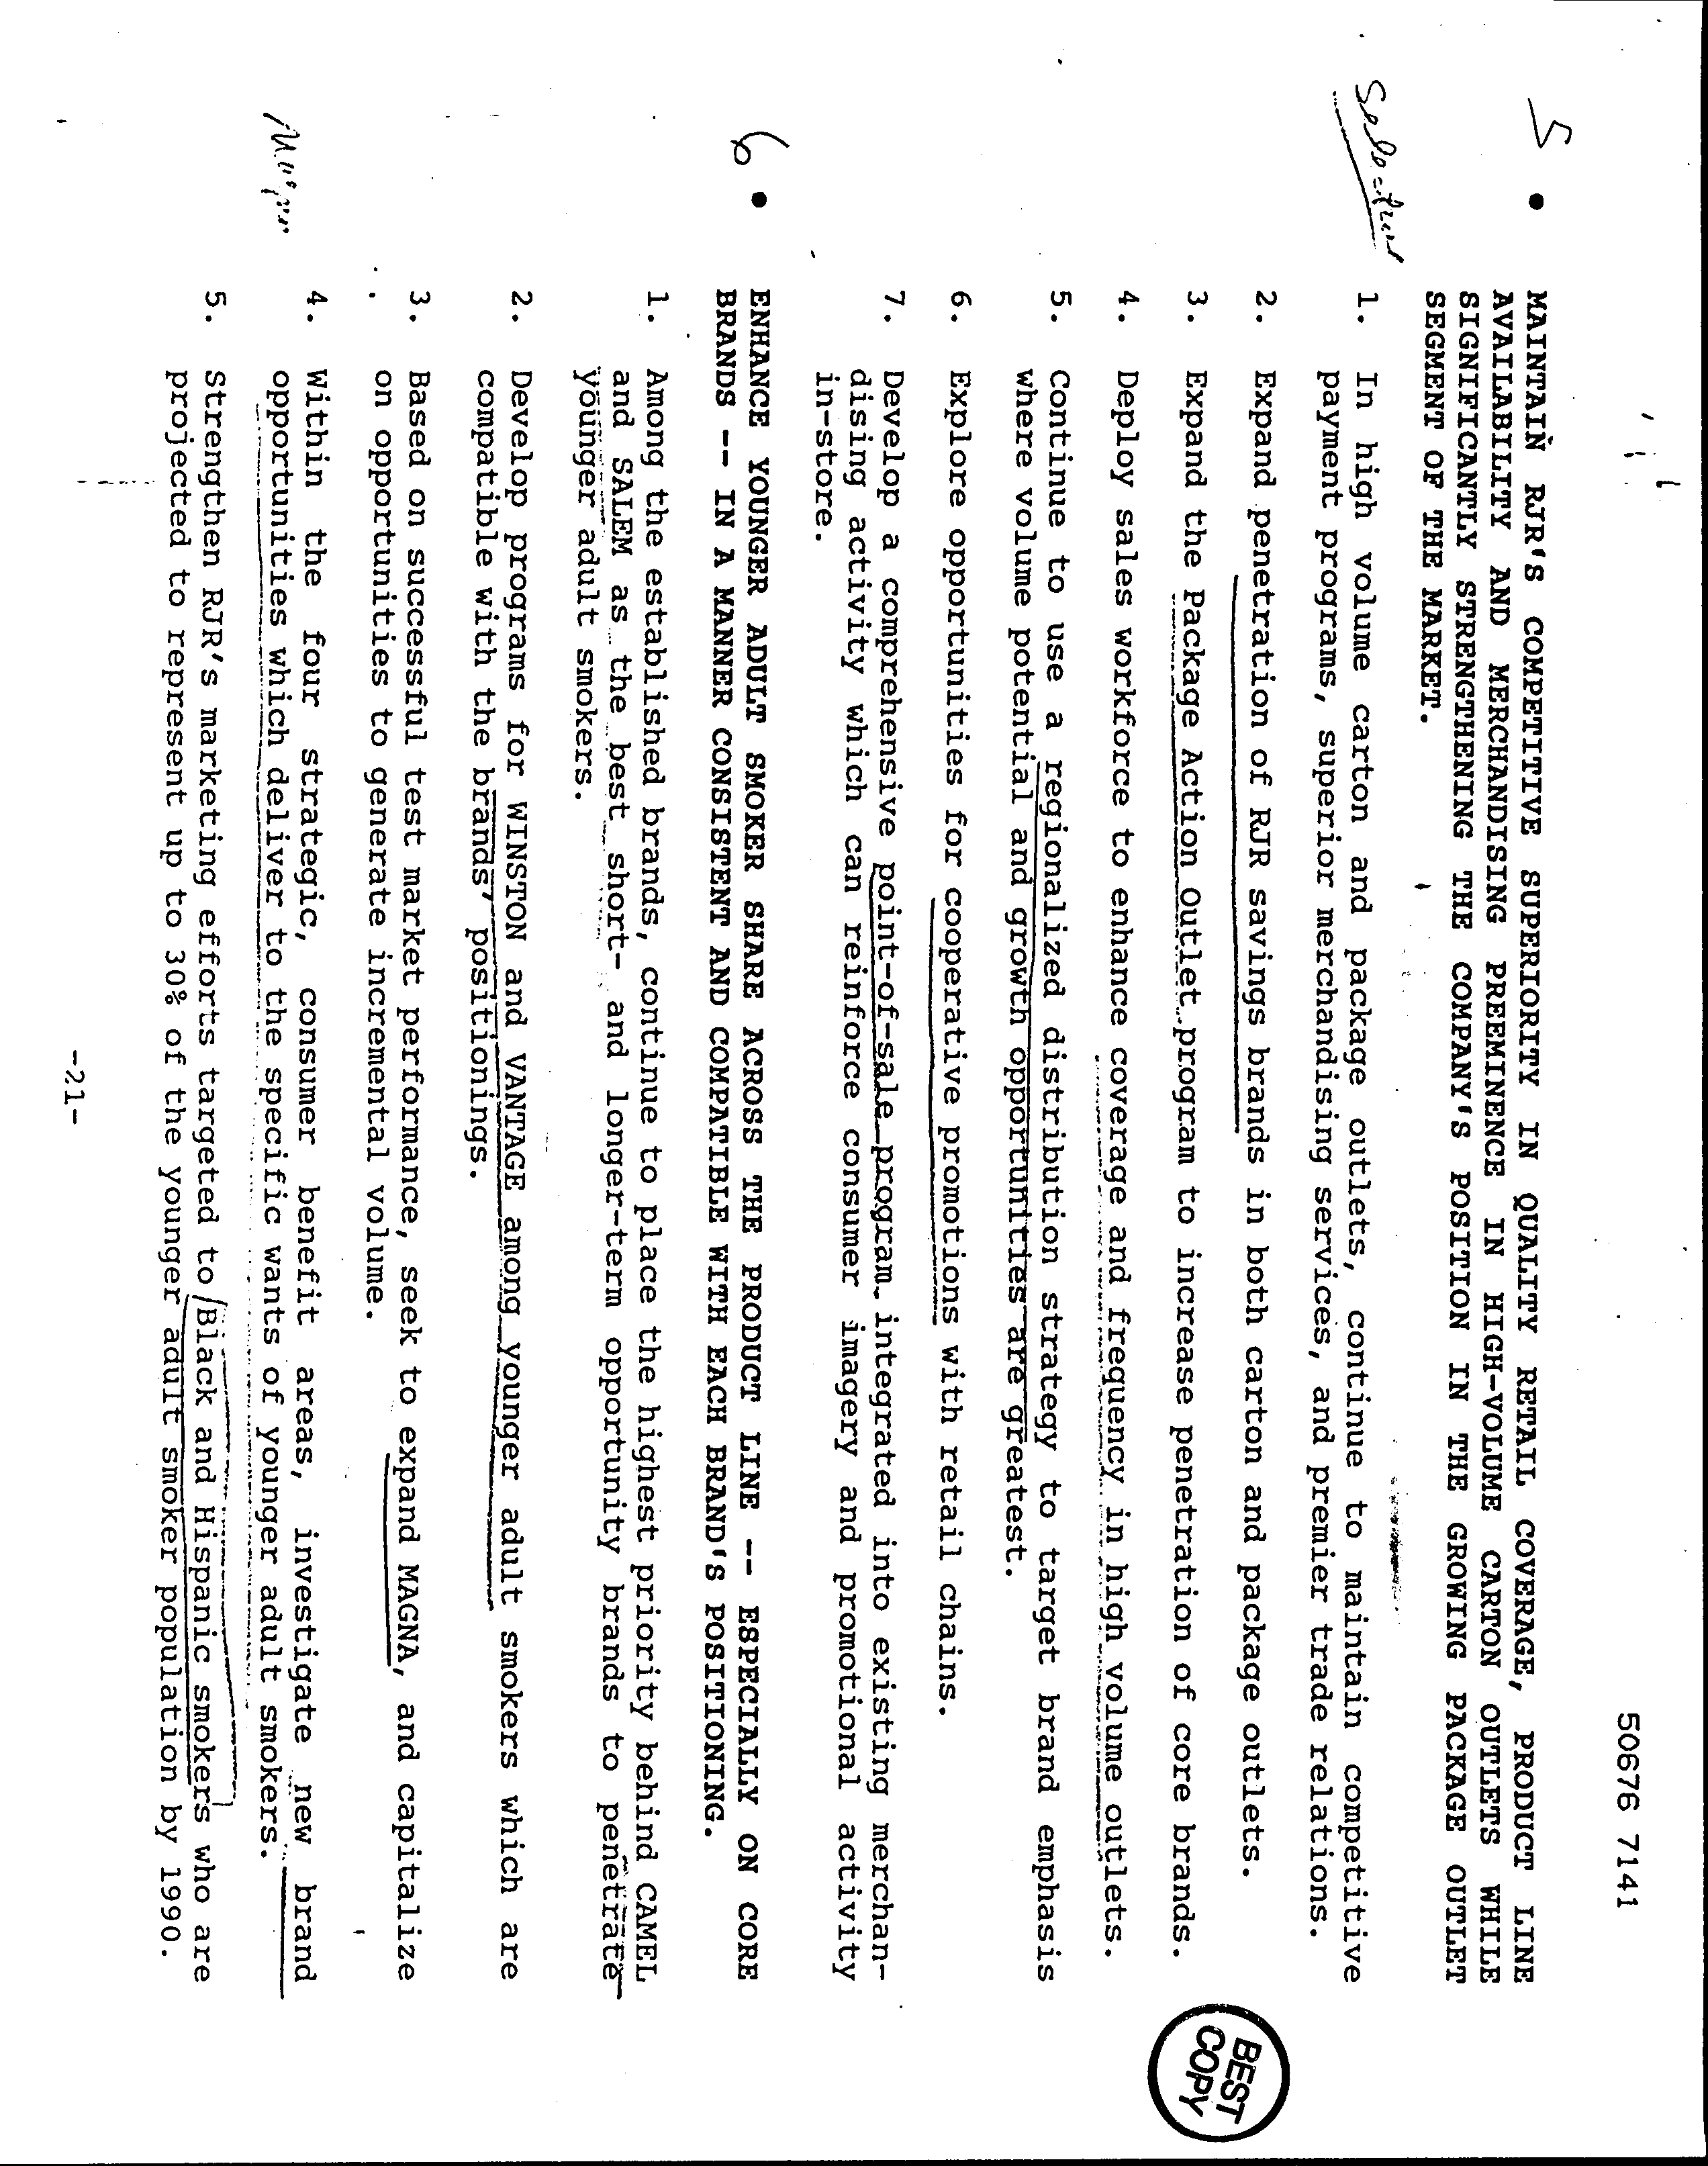 50676 7141
5 • MAINTAIN RJR'S COMPETITIVE SUPERIORITY IN QUALITY RETAIL COVERAGE, PRODUCT LINE
AVAILABILITY AND MERCHANDISING PREEMINENCE IN HIGH-VOLUME CARTON OUTLETS WHILE
SIGNIFICANTLY STRENGTHENING THE COMPANY'S POSITION IN THE GROWING PACKAGE OUTLET
SEGMENT OF THE MARKET.
1. In high volume carton and package outlets, continue to maintain competitive
payment programs, superior merchandising services, and premier trade relations.
2. Expand penetration of RJR savings brands in both carton and package outlets.
3. Expand the Package Action Outlet program to increase penetration of core brands.
4. Deploy sales workforce to enhance coverage and frequency in high volume outlets.
5. Continue to use a regionalized distribution strategy to target brand emphasis
where volume potential and growth opportunities are greatest.
6. Explore opportunities for cooperative promotions with retail chains.
7. Develop a comprehensive point-of-sale program integrated into existing merchan-
dising activity which can reinforce consumer imagery and promotional activity
in-store.
6 • ENHANCE YOUNGER ADULT SMOKER SHARE ACROSS THE PRODUCT LINE -- ESPECIALLY ON CORE
BRANDS -- IN A MANNER CONSISTENT AND COMPATIBLE WITH EACH BRAND'S POSITIONING.
1. Among the established brands, continue to place the highest priority behind CAMEL
and SALEM as the best short- and longer-term opportunity brands to penetrate
younger adult smokers.
2. Develop programs for WINSTON and VANTAGE among younger adult smokers which are
compatible with the brands' positionings.
3. Based on successful test market performance, seek to expand MAGNA, and capitalize
on opportunities to generate incremental volume.
4. Within the four strategic, consumer benefit areas, investigate new brand
opportunities which deliver to the specific wants of younger adult smokers.
5. Strengthen RJR's marketing efforts targeted to Black and Hispanic smokers who are
projected to represent up to 30% of the younger adult smoker population by 1990.
-21-
BEST
COPY